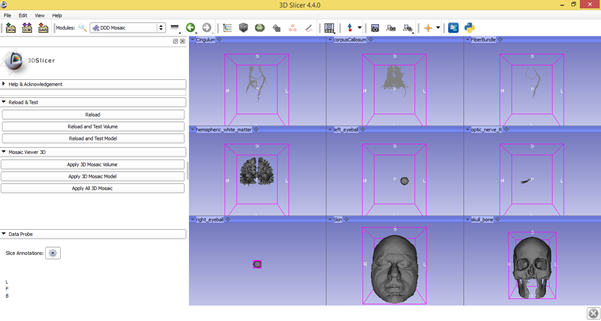 3D Slicer 4.4.0
File Edit View Help
Modules: DDD Mosaic
3DSlicer
Help & Acknowledgement
Reload & Test
Reload
Reload and Test Volume
Reload and Test Model
Mosaic Viewer 3D
Apply 3D Mosaic Volume
Apply 3D Mosaic Model
Apply All 3D Mosaic
Data Probe
Slice Annotations:
L
F
B
Cingulum
corpusCallosum
FiberBundle
hemispheric_white_matter
left_eyeball
optic_nerve_R
right_eyeball
Skin
skull_bone